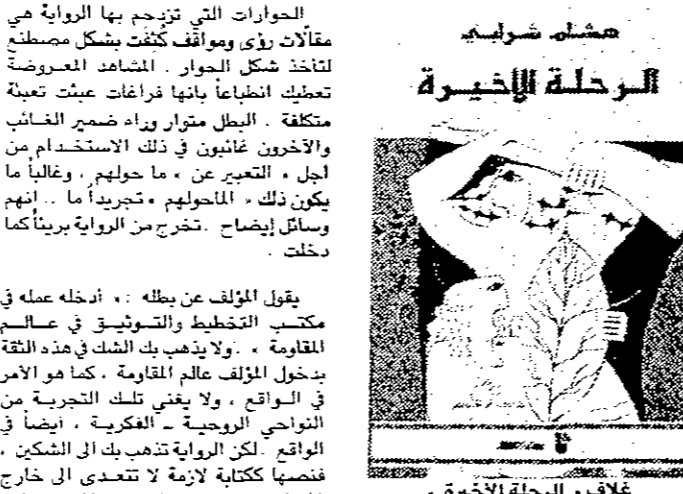 الحوارات التي تزدحم بها الرواية هي
مقالات رؤى ومواقف كُثفت بشكل مصطنع
لتأخذ شكل الحوار . المشاهد المعروضة
تعطيك انطباعاً بانها فراغات عبئت تعبئة
متكلفة . البطل متوار وراء ضمير الغائب
والآخرون غائبون في ذلك الاستخدام من
أجل « التعبير عن » ما حولهم ، وغالباً ما
يكون ذلك « الماحولهم » تجريداً ما .. انهم
وسائل إيضاح . تخرج من الرواية بريئاً كما
دخلت .
يقول المؤلف عن بطله : « أدخله عمله في
مكتب التخطيط والتوثيق في عالم
المقاومة » . ولا يذهب بك الشك في هذه الثقة
بدخول المؤلف عالم المقاومة ، كما هو الأمر
في الواقع ، ولا يغني تلك التجربة من
النواحي الروحية ـ الفكرية ، أيضاً في
الواقع . لكن الرواية تذهب بك الى الشكين ،
فنصها ككتابة لازمة لا تتعدى الى خارج
هشام شرابي
الرحلة الاخيرة
غلاف « الرحلة الاخيرة »